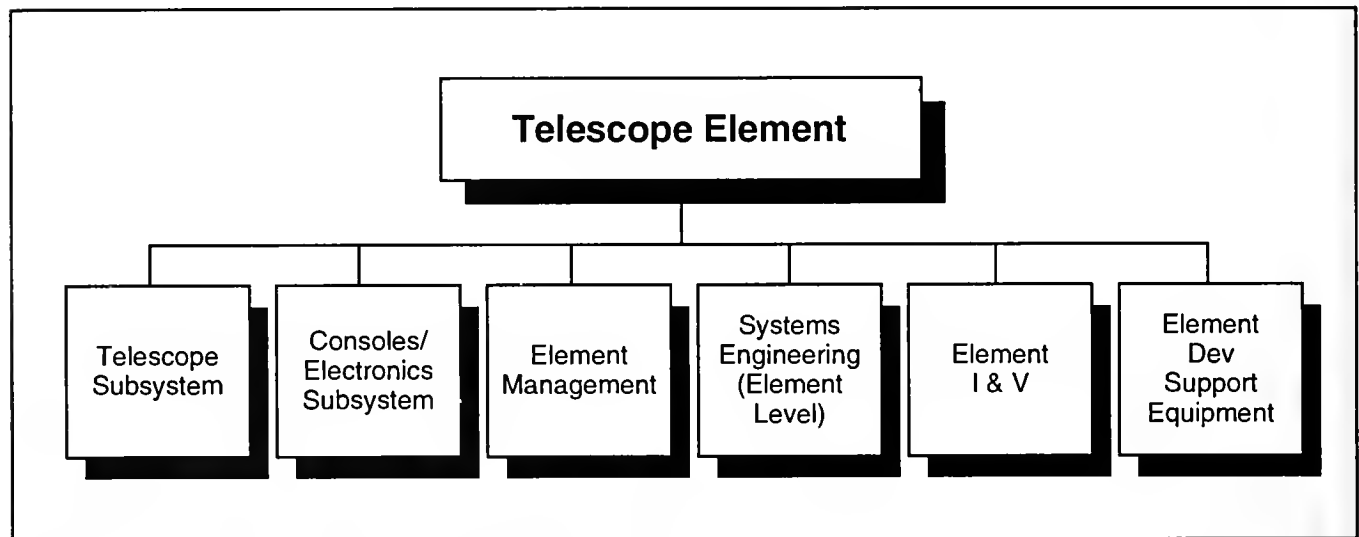 Telescope Element
Telescope
Subsystem
Consoles/
Electronics
Subsystem
Element
Management
Systems
Engineering
(Element
Level)
Element
I & V
Element
Dev
Support
Equipment